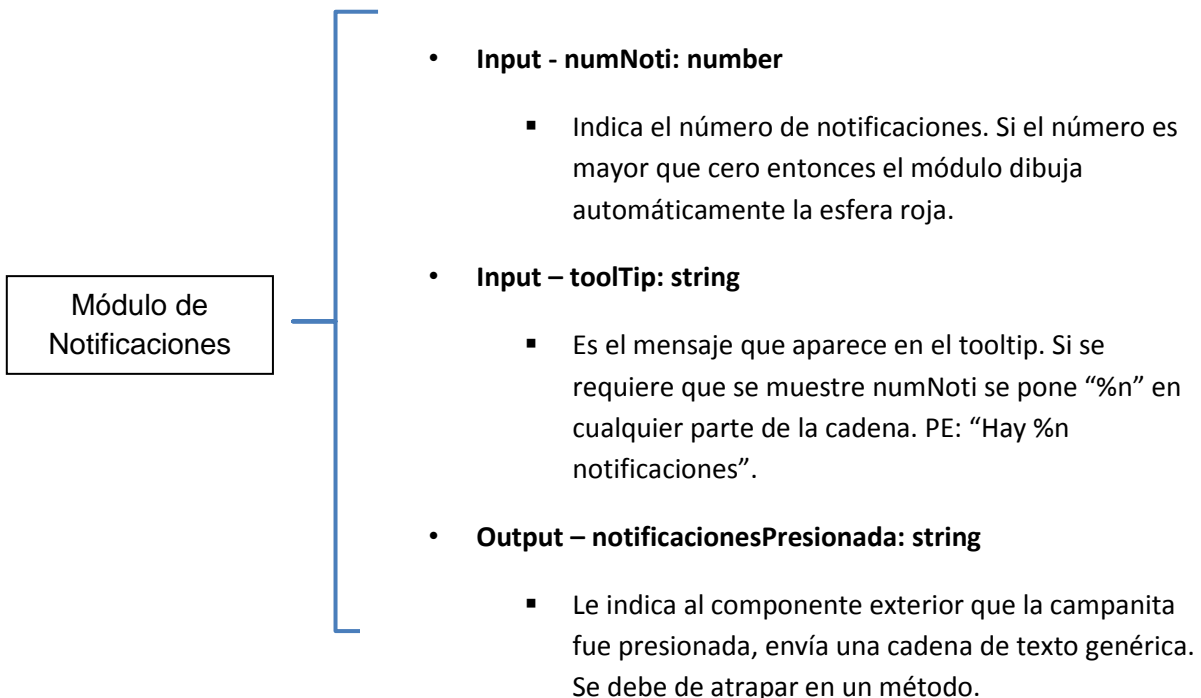 Módulo de
Notificaciones
• Input - numNoti: number
▪ Indica el número de notificaciones. Si el número es
mayor que cero entonces el módulo dibuja
automáticamente la esfera roja.
• Input – toolTip: string
▪ Es el mensaje que aparece en el tooltip. Si se
requiere que se muestre numNoti se pone “%n” en
cualquier parte de la cadena. PE: “Hay %n
notificaciones”.
• Output – notificacionesPresionada: string
▪ Le indica al componente exterior que la campanita
fue presionada, envía una cadena de texto genérica.
Se debe de atrapar en un método.